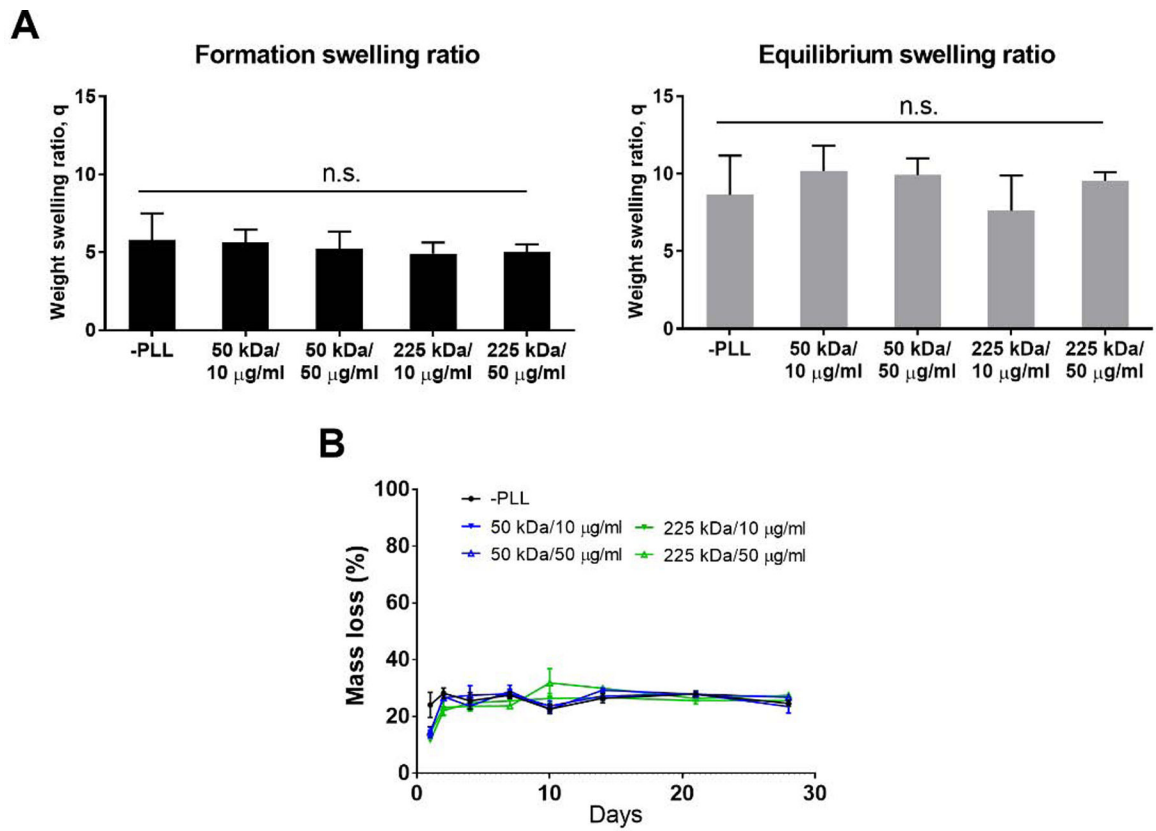 A
Formation swelling ratio
Weight swelling ratio, q
15
10
5
0
n.s.
-PLL
50 kDa/
10 μg/ml
50 kDa/
50 μg/ml
225 kDa/
10 μg/ml
225 kDa/
50 μg/ml
Equilibrium swelling ratio
Weight swelling ratio, q
15
10
5
0
n.s.
-PLL
50 kDa/
10 μg/ml
50 kDa/
50 μg/ml
225 kDa/
10 μg/ml
225 kDa/
50 μg/ml
B
Mass loss (%)
100
80
60
40
20
0
-PLL
50 kDa/10 μg/ml
225 kDa/10 μg/ml
50 kDa/50 μg/ml
225 kDa/50 μg/ml
0
10
20
30
Days